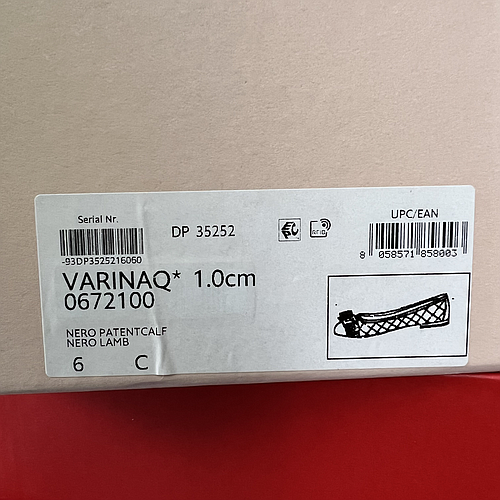 Serial Nr.
-93DP3525216060
DP 35252
RFID
UPC/EAN
8 058571 858003
VARINAQ* 1.0cm
0672100
NERO PATENTCALF
NERO LAMB
6 C